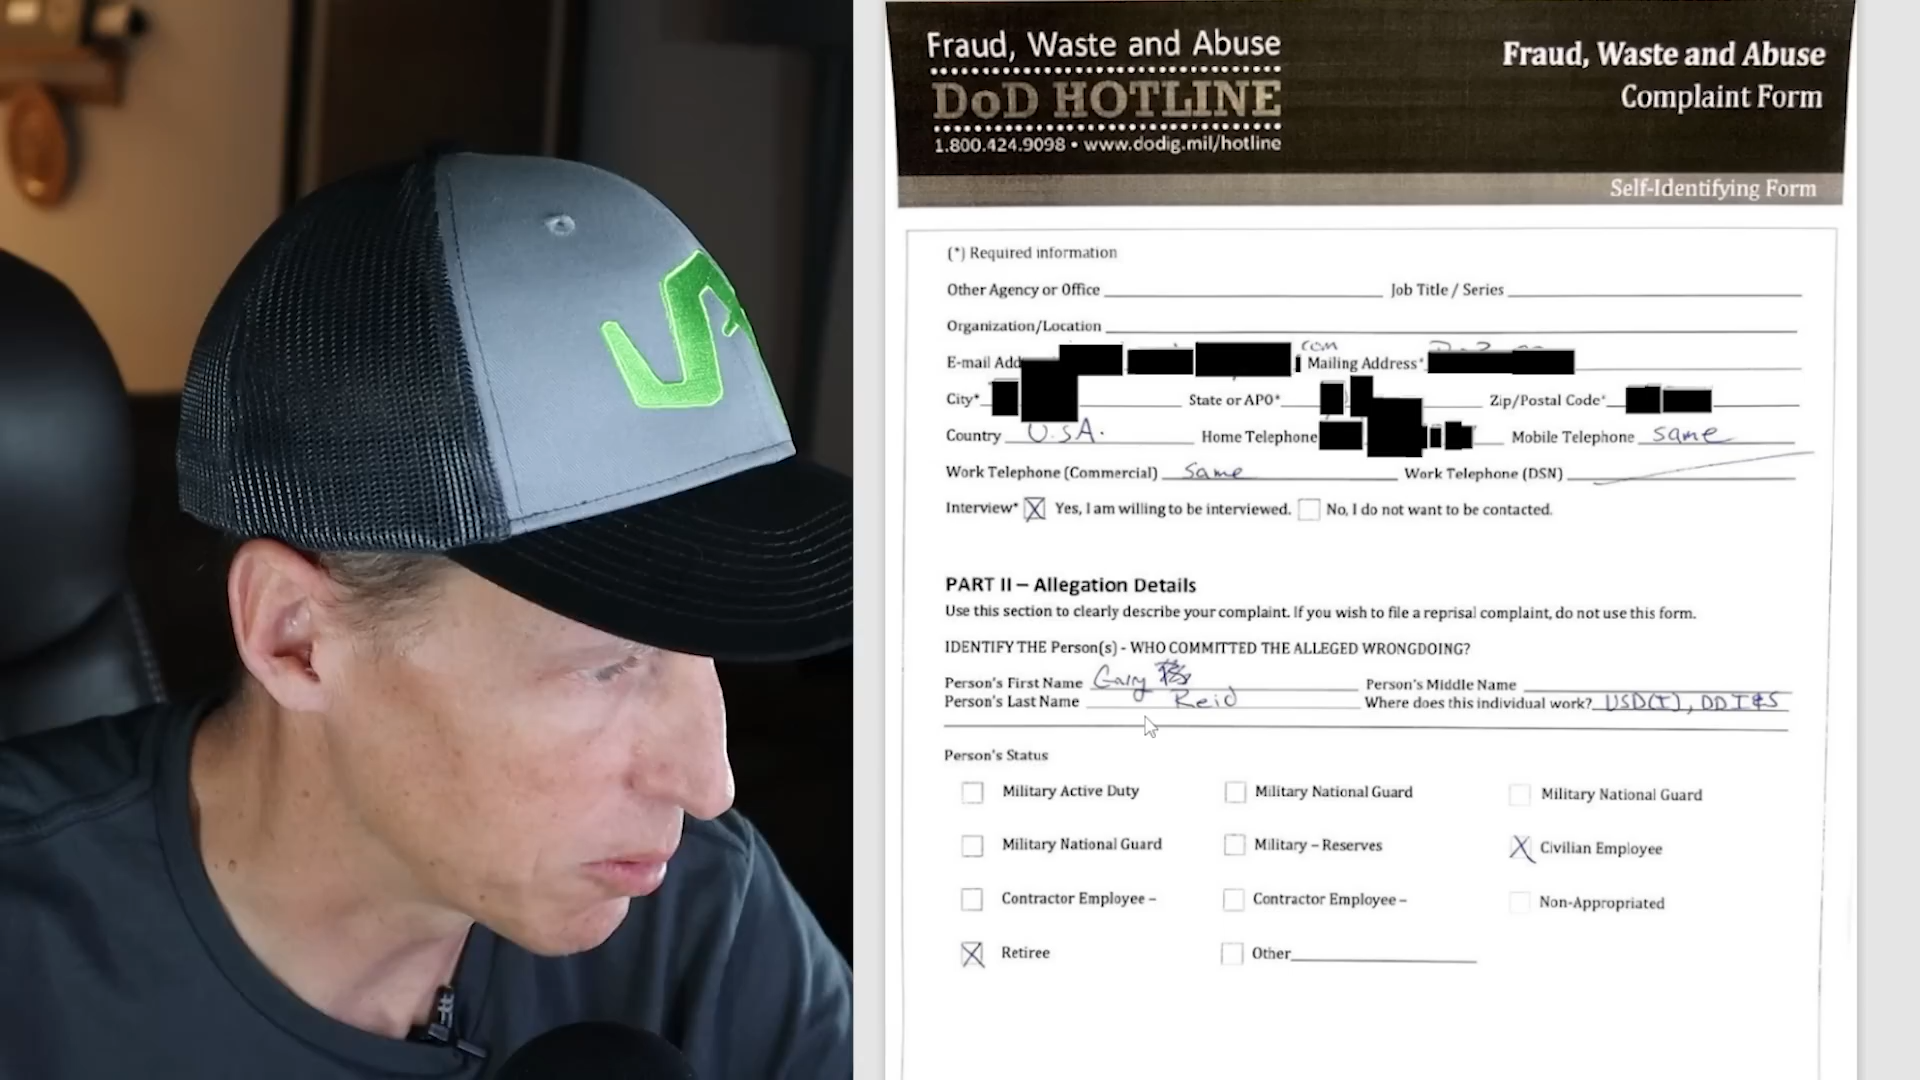 Fraud, Waste and Abuse
DoD HOTLINE
1.800.424.9098 • www.dodig.mil/hotline
Fraud, Waste and Abuse
Complaint Form
Self-Identifying Form
(*) Required information
Other Agency or Office Job Title / Series
Organization/Location
E-mail Add com Mailing Address*
City* State or APO* Zip/Postal Code*
Country U.S.A. Home Telephone Mobile Telephone same
Work Telephone (Commercial) Same Work Telephone (DSN)
Interview* X Yes, I am willing to be interviewed. No, I do not want to be contacted.
PART II – Allegation Details
Use this section to clearly describe your complaint. If you wish to file a reprisal complaint, do not use this form.
IDENTIFY THE Person(s) - WHO COMMITTED THE ALLEGED WRONGDOING?
Person's First Name Gary Person's Middle Name
Person's Last Name Reid Where does this individual work? USD(I), DDI&S
Person's Status
Military Active Duty Military National Guard Military National Guard
Military National Guard Military – Reserves X Civilian Employee
Contractor Employee – Contractor Employee – Non-Appropriated
X Retiree Other